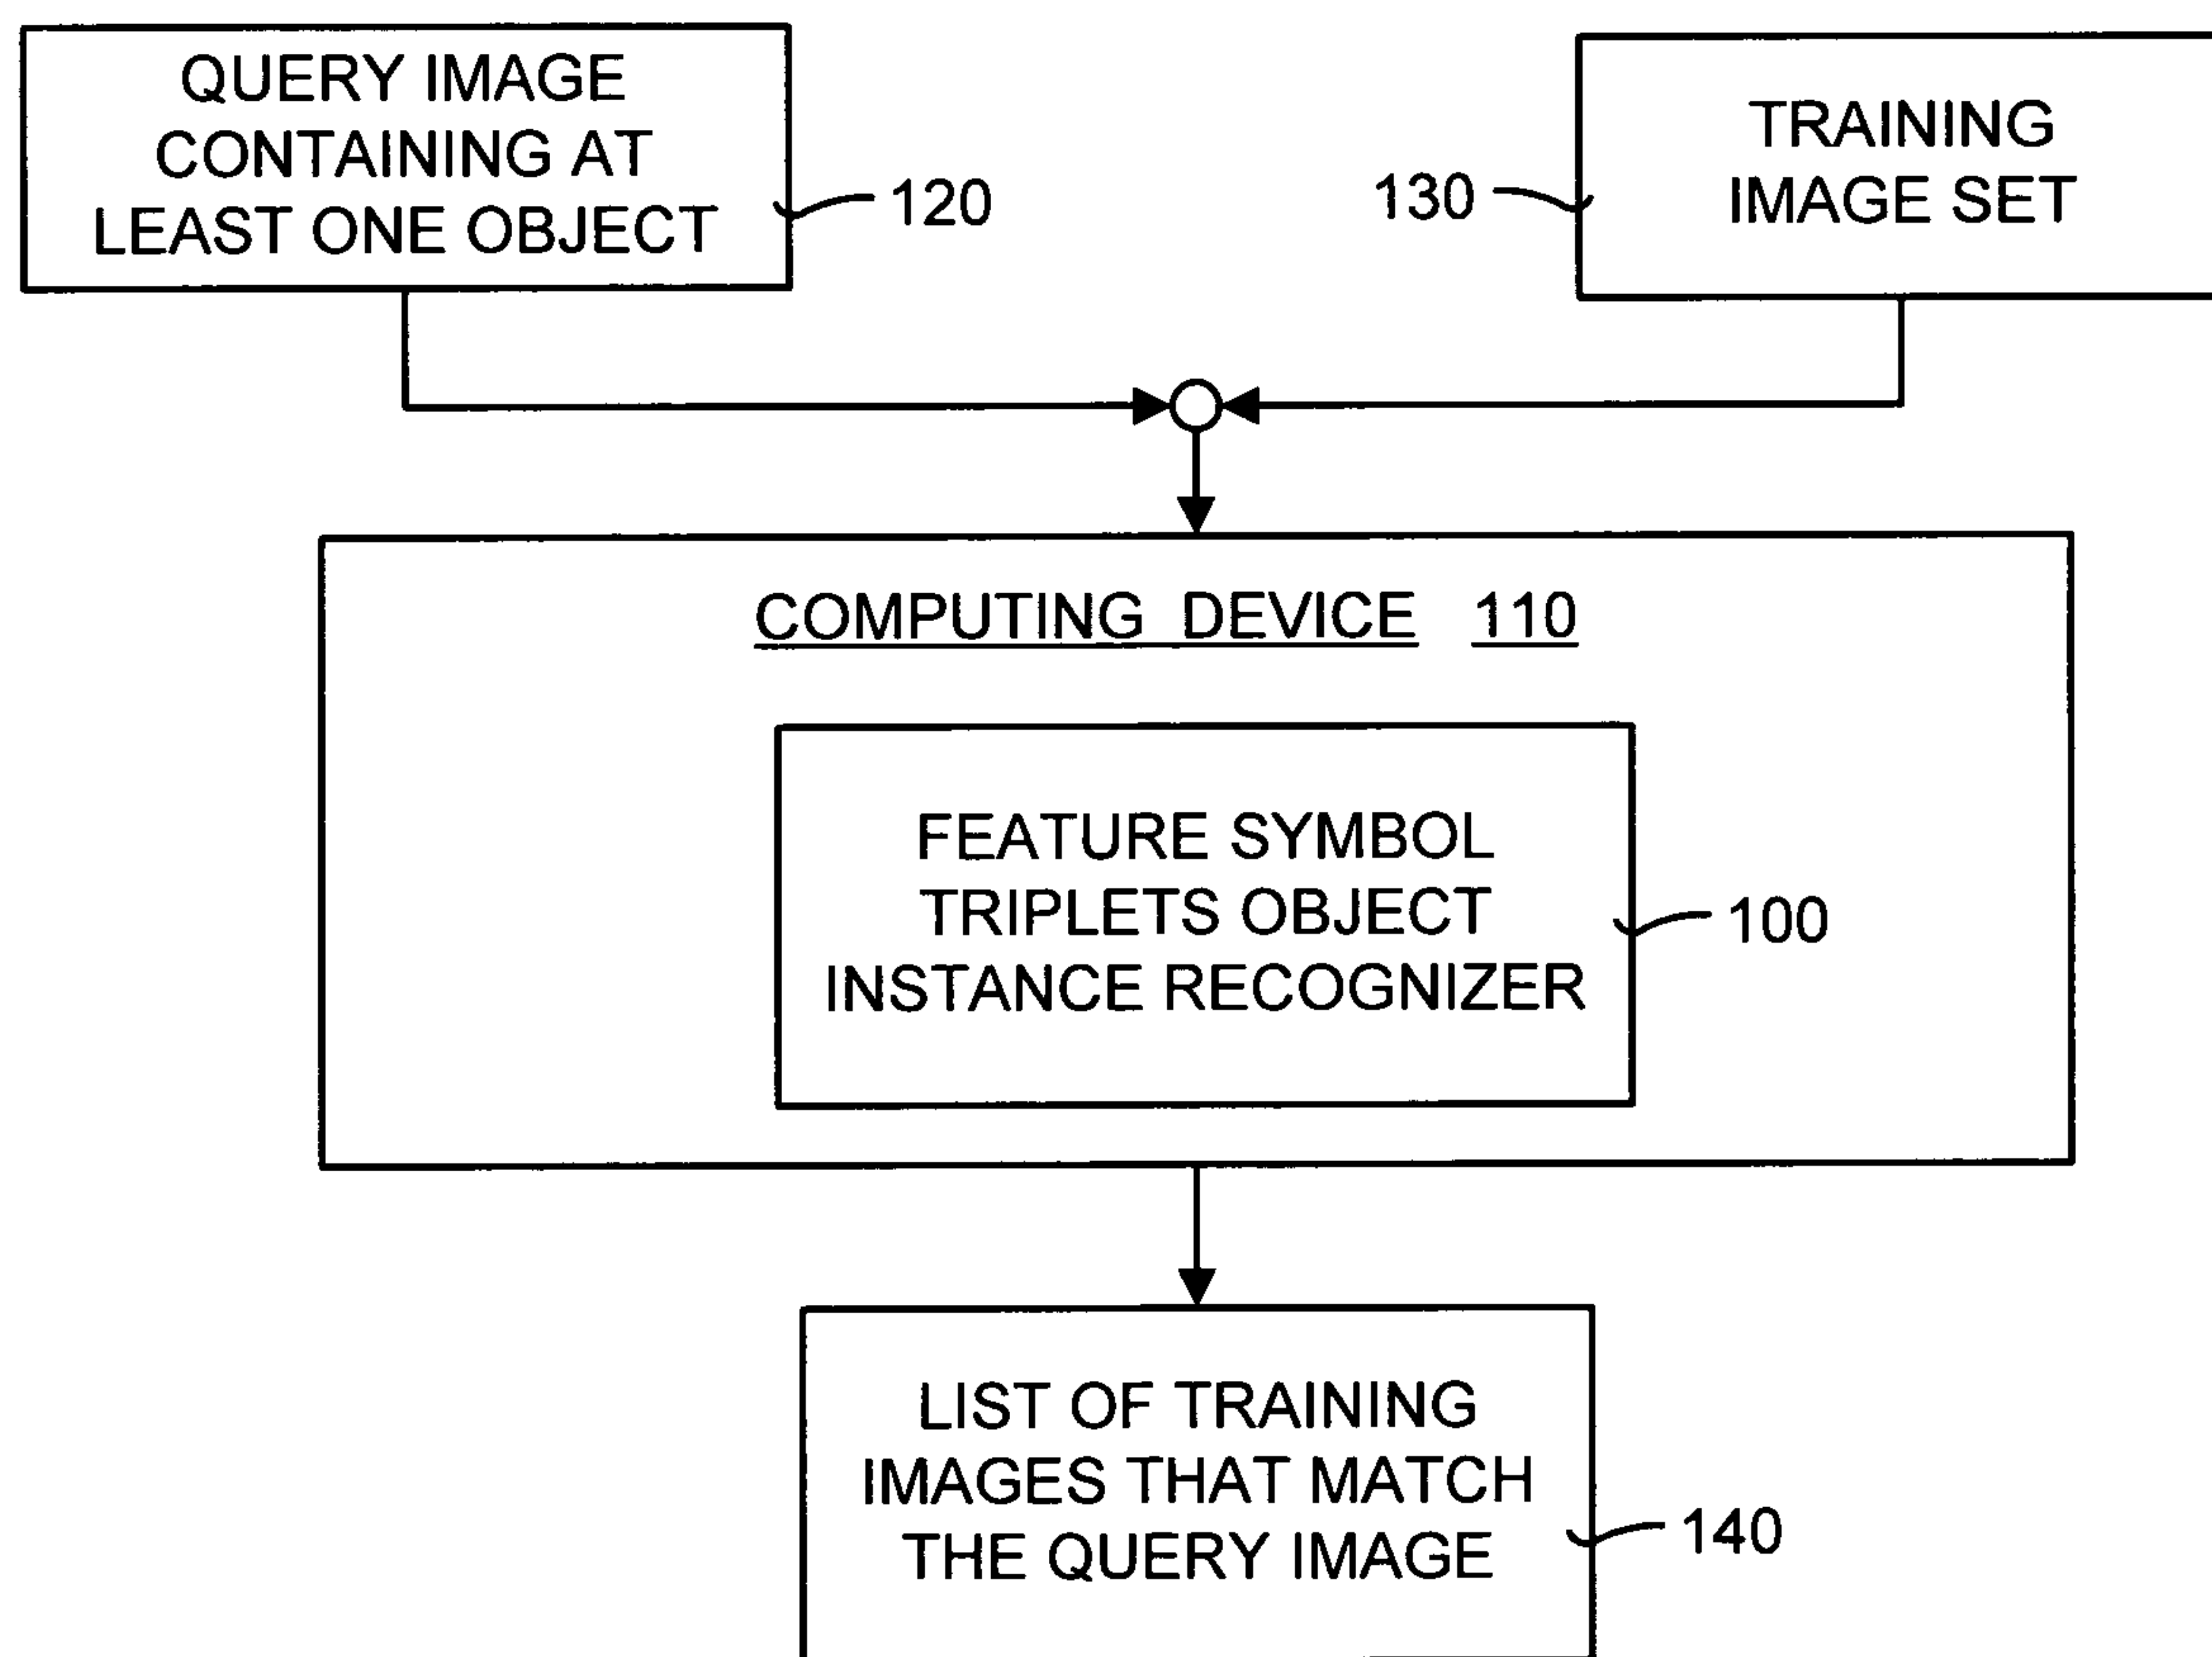 QUERY IMAGE
CONTAINING AT
LEAST ONE OBJECT
120
130
TRAINING
IMAGE SET
COMPUTING DEVICE 110
FEATURE SYMBOL
TRIPLETS OBJECT
INSTANCE RECOGNIZER
100
LIST OF TRAINING
IMAGES THAT MATCH
THE QUERY IMAGE
140